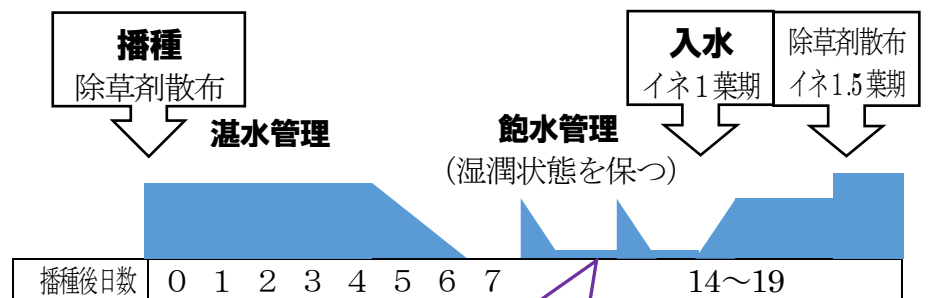 播種
除草剤散布
湛水管理
飽水管理
(湿潤状態を保つ)
入水
イネ1葉期
除草剤散布
イネ1.5葉期
播種後日数 0 1 2 3 4 5 6 7 14~19